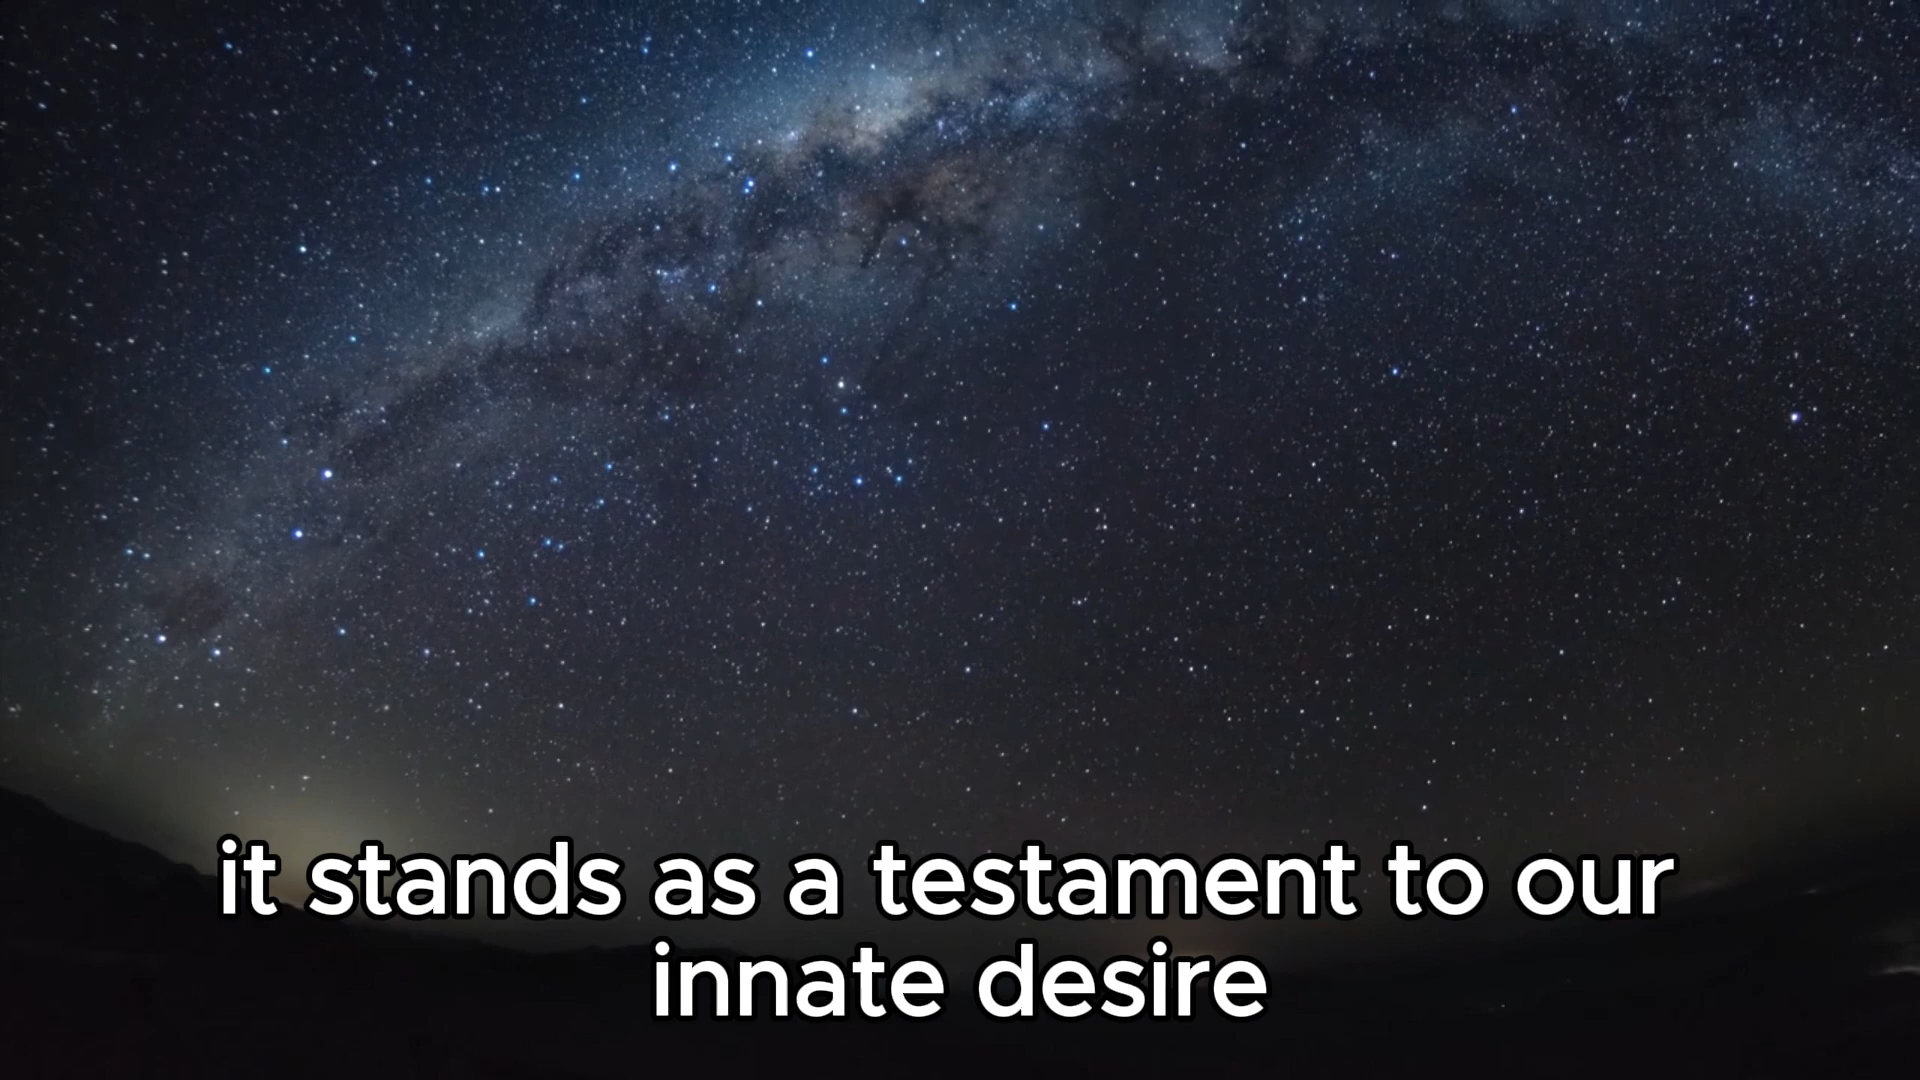 it stands as a testament to our
innate desire